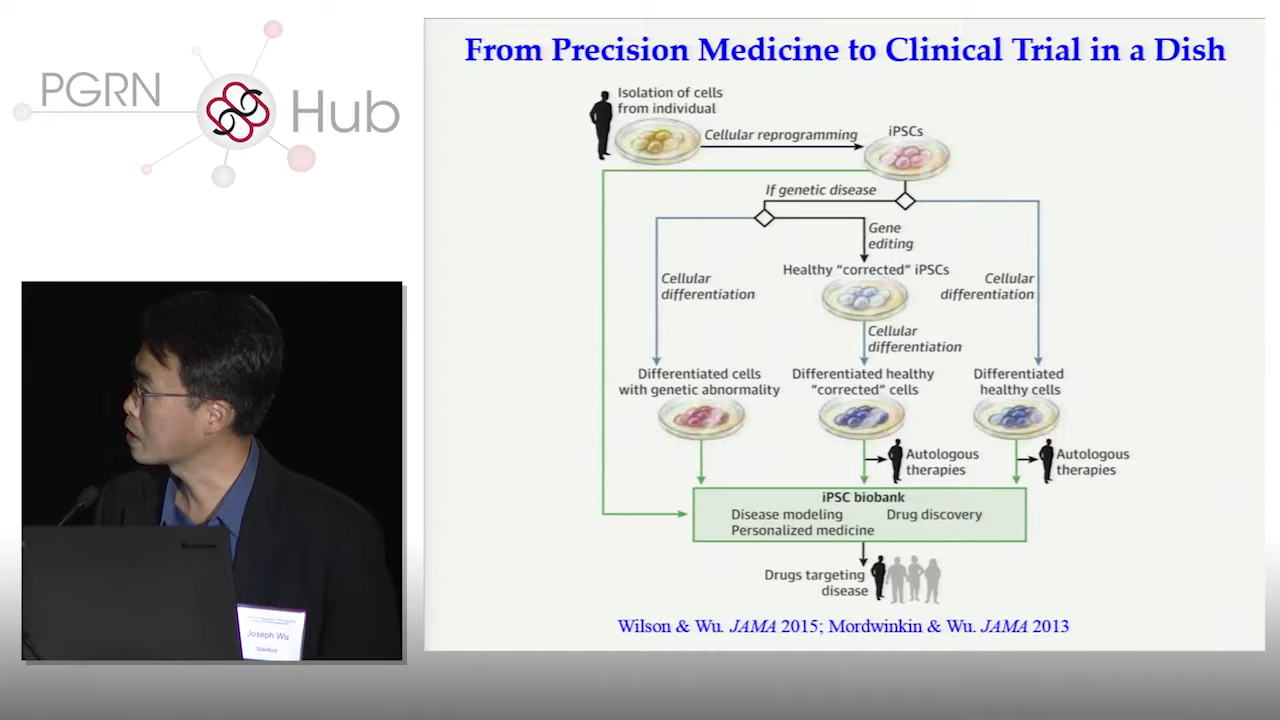 PGRN
Hub
From Precision Medicine to Clinical Trial in a Dish
Isolation of cells
from individual
Cellular reprogramming
iPSCs
If genetic disease
Gene
editing
Healthy “corrected” iPSCs
Cellular
differentiation
Cellular
differentiation
Cellular
differentiation
Differentiated cells
with genetic abnormality
Differentiated healthy
“corrected” cells
Differentiated
healthy cells
Autologous
therapies
Autologous
therapies
iPSC biobank
Disease modeling
Drug discovery
Personalized medicine
Drugs targeting
disease
Wilson & Wu. JAMA 2015; Mordwinkin & Wu. JAMA 2013
Joseph Wu
Stanford